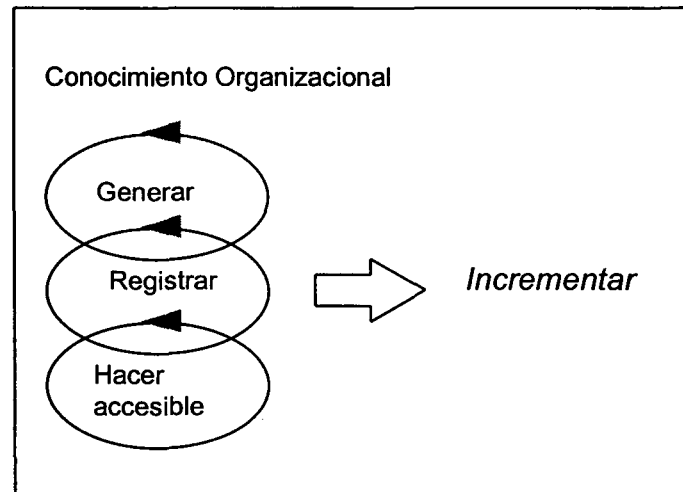 Conocimiento Organizacional
Generar
Registrar
Incrementar
Hacer
accesible